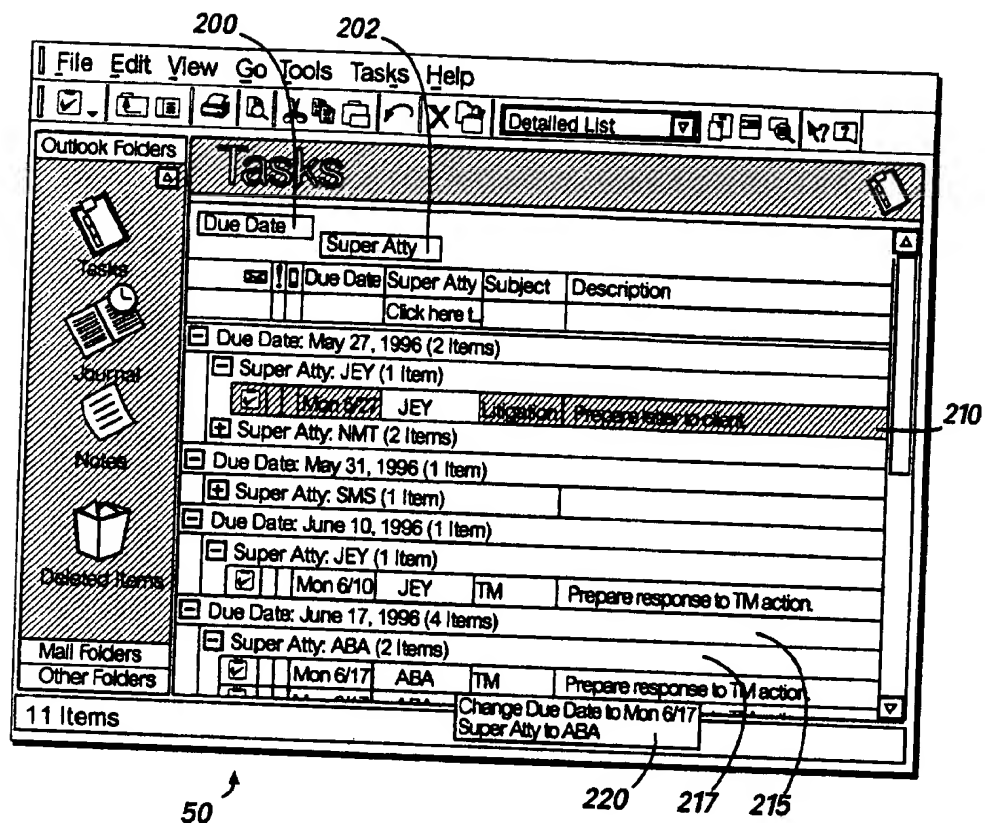 200
202
File Edit View Go Tools Tasks Help
Detailed List
Outlook Folders
Tasks
Due Date
Super Atty
Due Date Super Atty Subject Description
Click here t...
Due Date: May 27, 1996 (2 Items)
Super Atty: JEY (1 Item)
Mon 5/27 JEY Litigation Prepare letter to client.
210
Super Atty: NMT (2 Items)
Due Date: May 31, 1996 (1 Item)
Super Atty: SMS (1 Item)
Due Date: June 10, 1996 (1 Item)
Super Atty: JEY (1 Item)
Mon 6/10 JEY TM Prepare response to TM action.
Due Date: June 17, 1996 (4 Items)
Super Atty: ABA (2 Items)
Mon 6/17 ABA TM Prepare response to TM action.
Change Due Date to Mon 6/17
Super Atty to ABA
Tasks
Journal
Notes
Deleted Items
Mail Folders
Other Folders
11 Items
50
220
217
215